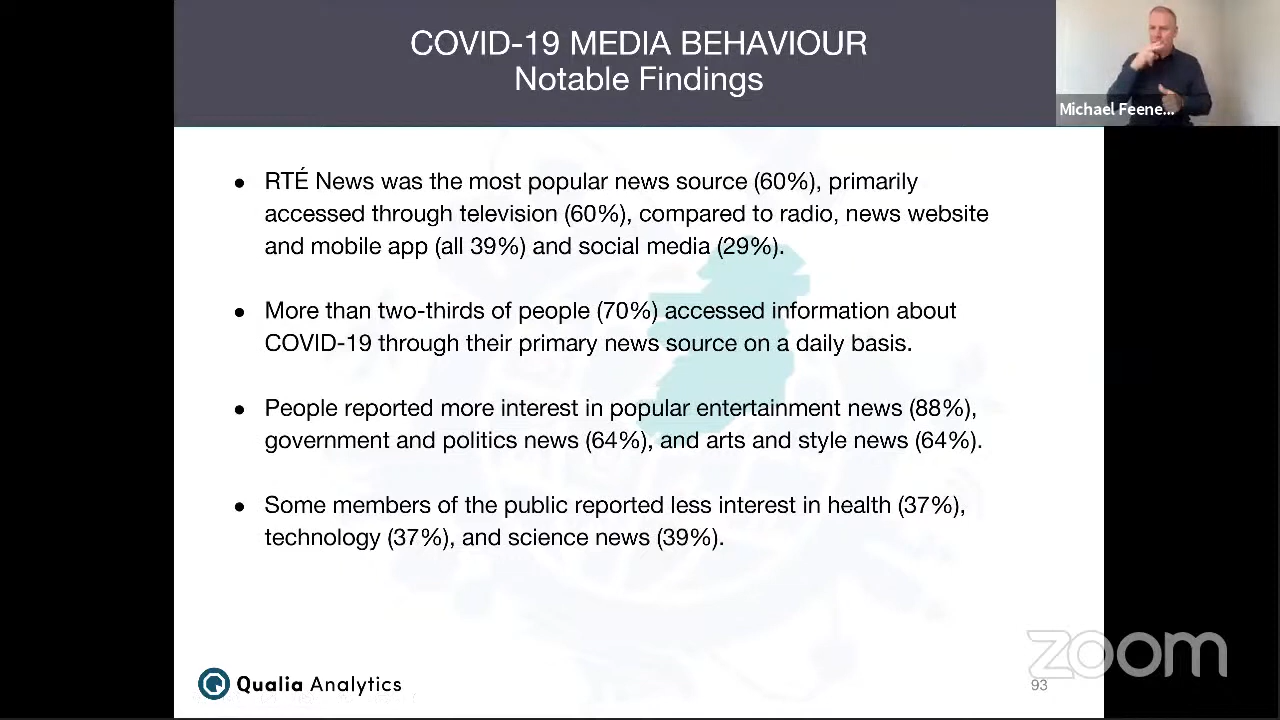 COVID-19 MEDIA BEHAVIOUR
Notable Findings
Michael Feene...
● RTÉ News was the most popular news source (60%), primarily
accessed through television (60%), compared to radio, news website
and mobile app (all 39%) and social media (29%).
● More than two-thirds of people (70%) accessed information about
COVID-19 through their primary news source on a daily basis.
● People reported more interest in popular entertainment news (88%),
government and politics news (64%), and arts and style news (64%).
● Some members of the public reported less interest in health (37%),
technology (37%), and science news (39%).
zoom
Qualia Analytics
93